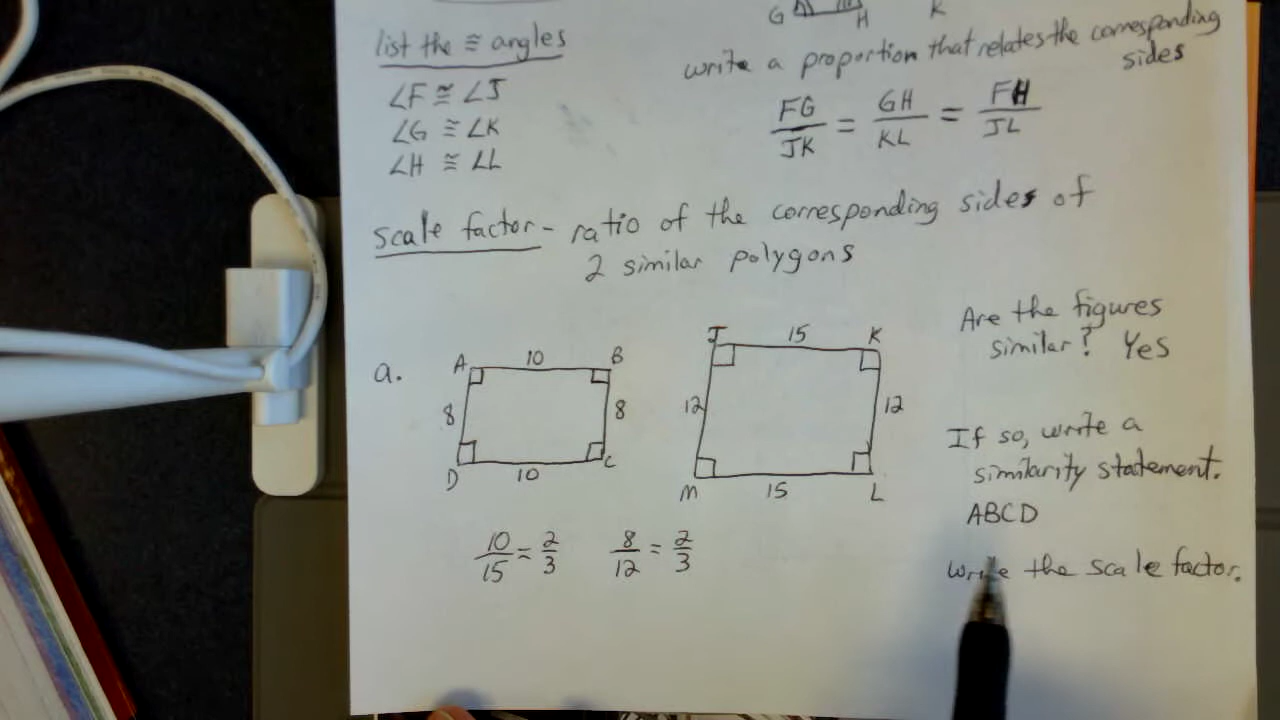 G H K
list the ≅ angles
∠F ≅ ∠J
∠G ≅ ∠K
∠H ≅ ∠L
write a proportion that relates the corresponding
sides
FG/JK = GH/KL = FH/JL
scale factor - ratio of the corresponding sides of
2 similar polygons
a.
A 10 B
8 8
D 10 C
J 15 K
12 12
M 15 L
10/15 = 2/3 8/12 = 2/3
Are the figures
similar? Yes
If so, write a
similarity statement.
ABCD
Write the scale factor.